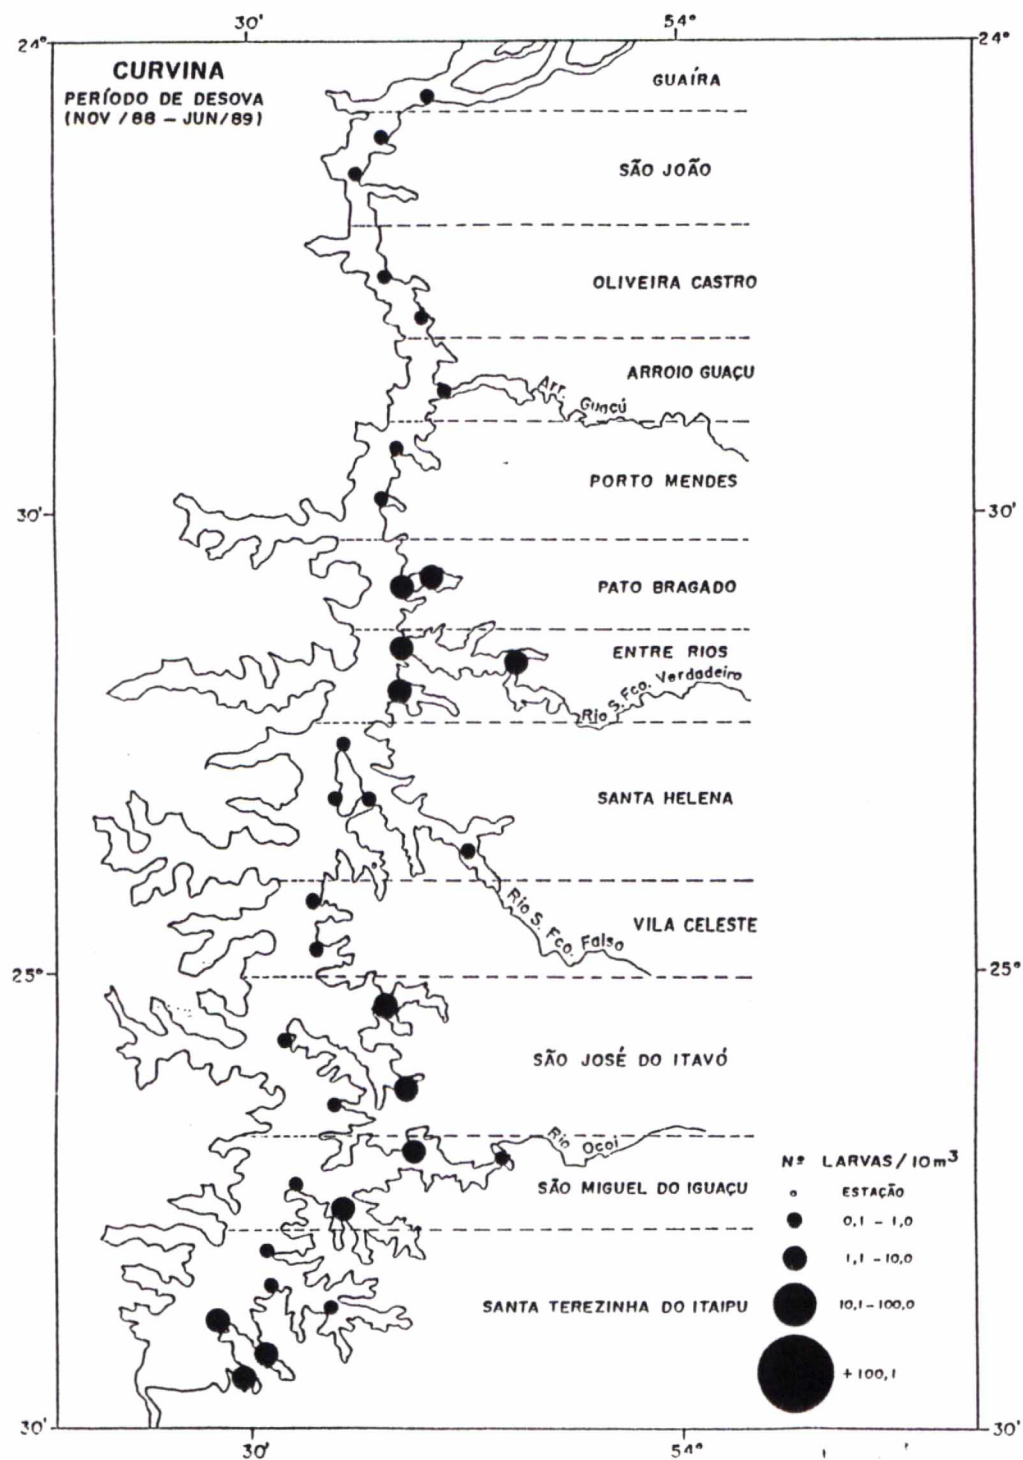 30' 54°
24° 24°
CURVINA
PERÍODO DE DESOVA
(NOV /88 – JUN/89)
GUAÍRA
SÃO JOÃO
OLIVEIRA CASTRO
ARROIO GUAÇU
Arr. Guaçú
PORTO MENDES
30' 30'
PATO BRAGADO
ENTRE RIOS
Rio S. Fco. Verdadeiro
SANTA HELENA
Rio S. Fco. Falso
VILA CELESTE
25° 25°
SÃO JOSÉ DO ITAVÓ
Rio Ocoi
Nº LARVAS/10m³
ESTAÇÃO
SÃO MIGUEL DO IGUAÇU
0,1 – 1,0
1,1 – 10,0
SANTA TEREZINHA DO ITAIPU
10,1–100,0
+ 100,1
30' 30'
30' 54°